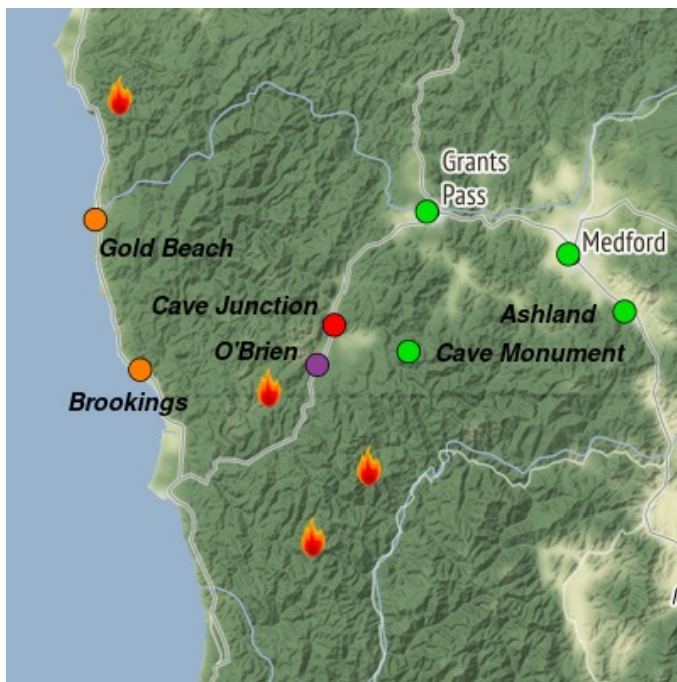 Grants
Pass
Medford
Gold Beach
Cave Junction
Ashland
O'Brien
Cave Monument
Brookings